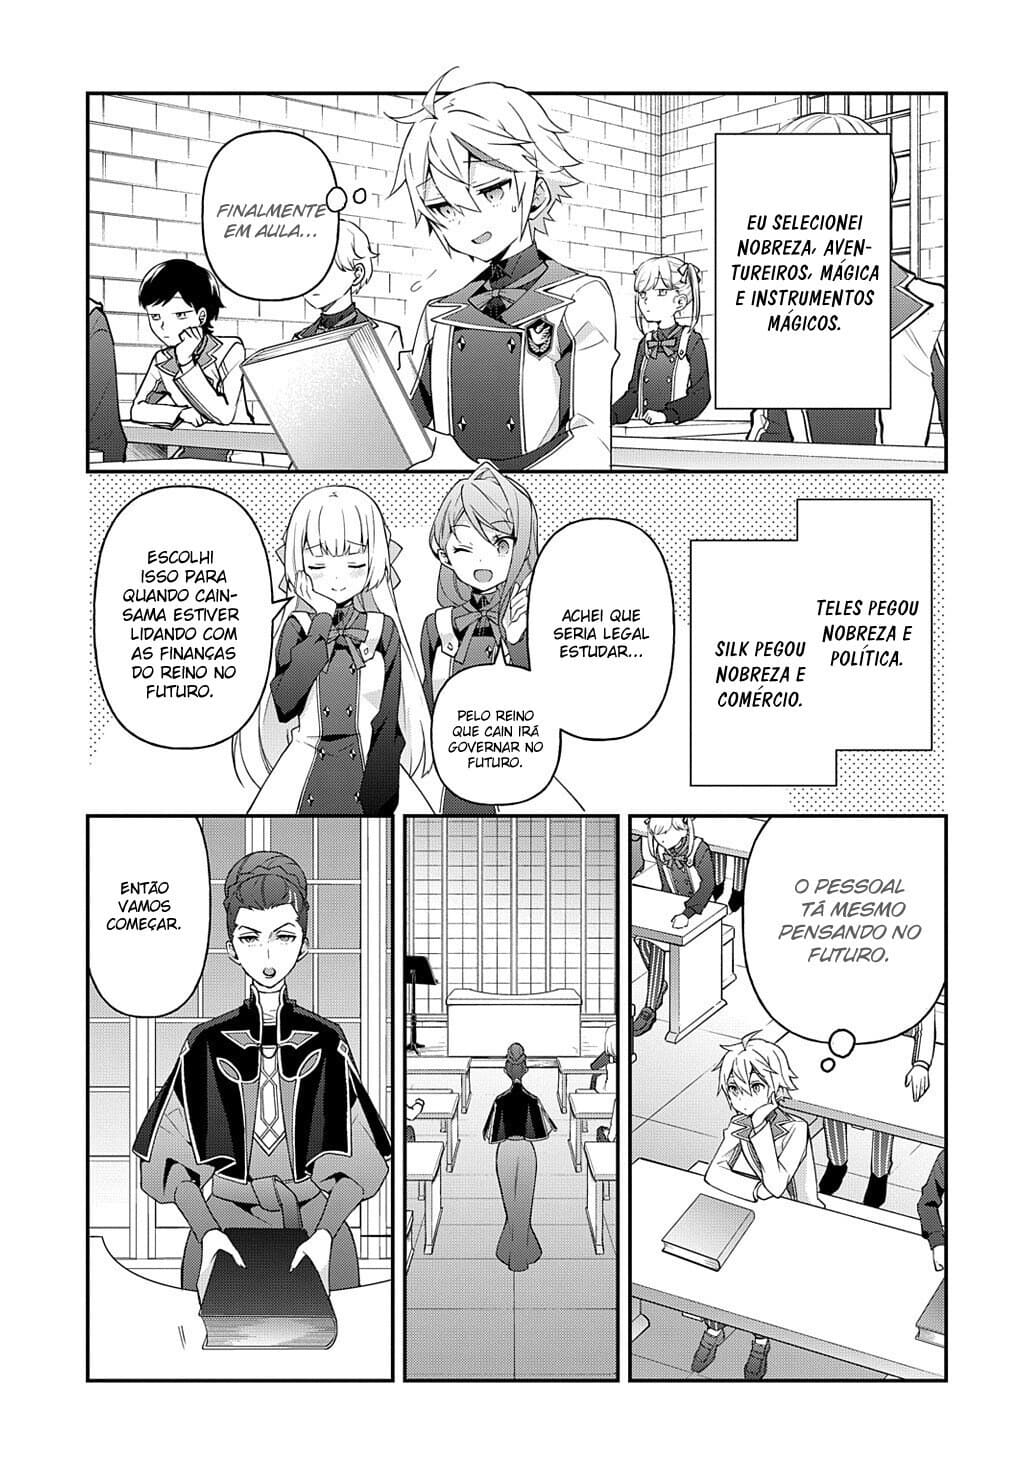 EU SELECIONEI
NOBREZA, AVEN-
TUREIROS, MÁGICA
E INSTRUMENTOS
MÁGICOS.
FINALMENTE
EM AULA...
TELES PEGOU
NOBREZA E
POLÍTICA.
SILK PEGOU
NOBREZA E
COMÉRCIO.
ACHEI QUE
SERIA LEGAL
ESTUDAR...
PELO REINO
QUE CAIN IRÁ
GOVERNAR NO
FUTURO.
ESCOLHI
ISSO PARA
QUANDO CAIN-
SAMA ESTIVER
LIDANDO COM
AS FINANÇAS
DO REINO NO
FUTURO.
O PESSOAL
TÁ MESMO
PENSANDO NO
FUTURO.
ENTÃO
VAMOS
COMEÇAR.